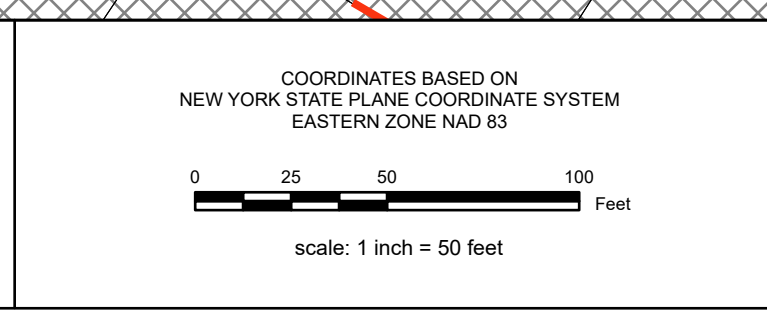 COORDINATES BASED ON
NEW YORK STATE PLANE COORDINATE SYSTEM
EASTERN ZONE NAD 83
0 25 50 100
Feet
scale: 1 inch = 50 feet